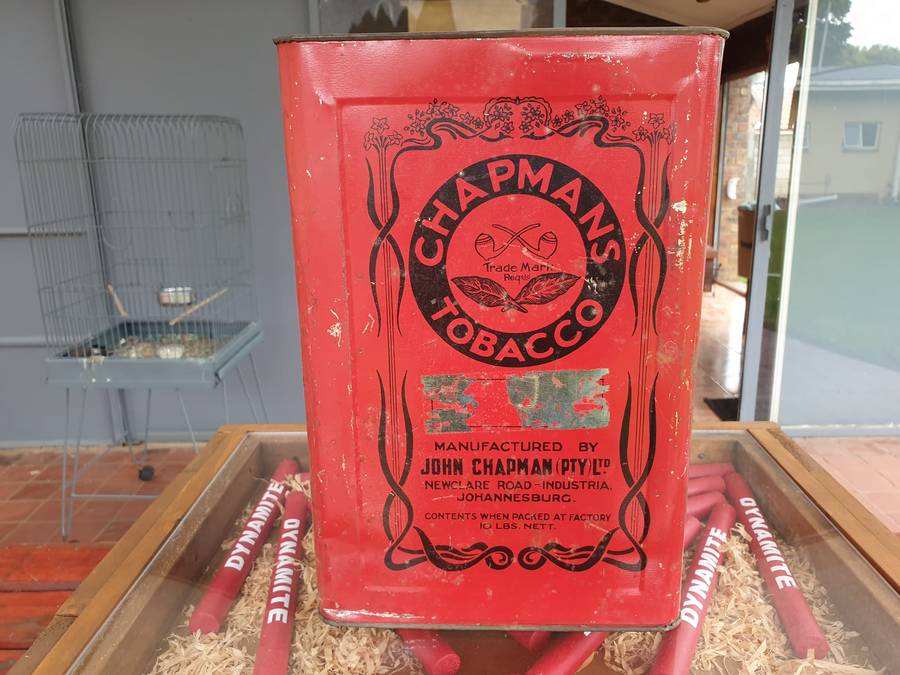 CHAPMANS
Trade Mark
Regd
TOBACCO
MANUFACTURED BY
JOHN CHAPMAN (PTY) LTD
NEWCLARE ROAD-INDUSTRIA.
JOHANNESBURG.
CONTENTS WHEN PACKED AT FACTORY
10 LBS. NETT.
DYNAMITE
DYNAMITE
DYNAMITE
DYNAMITE